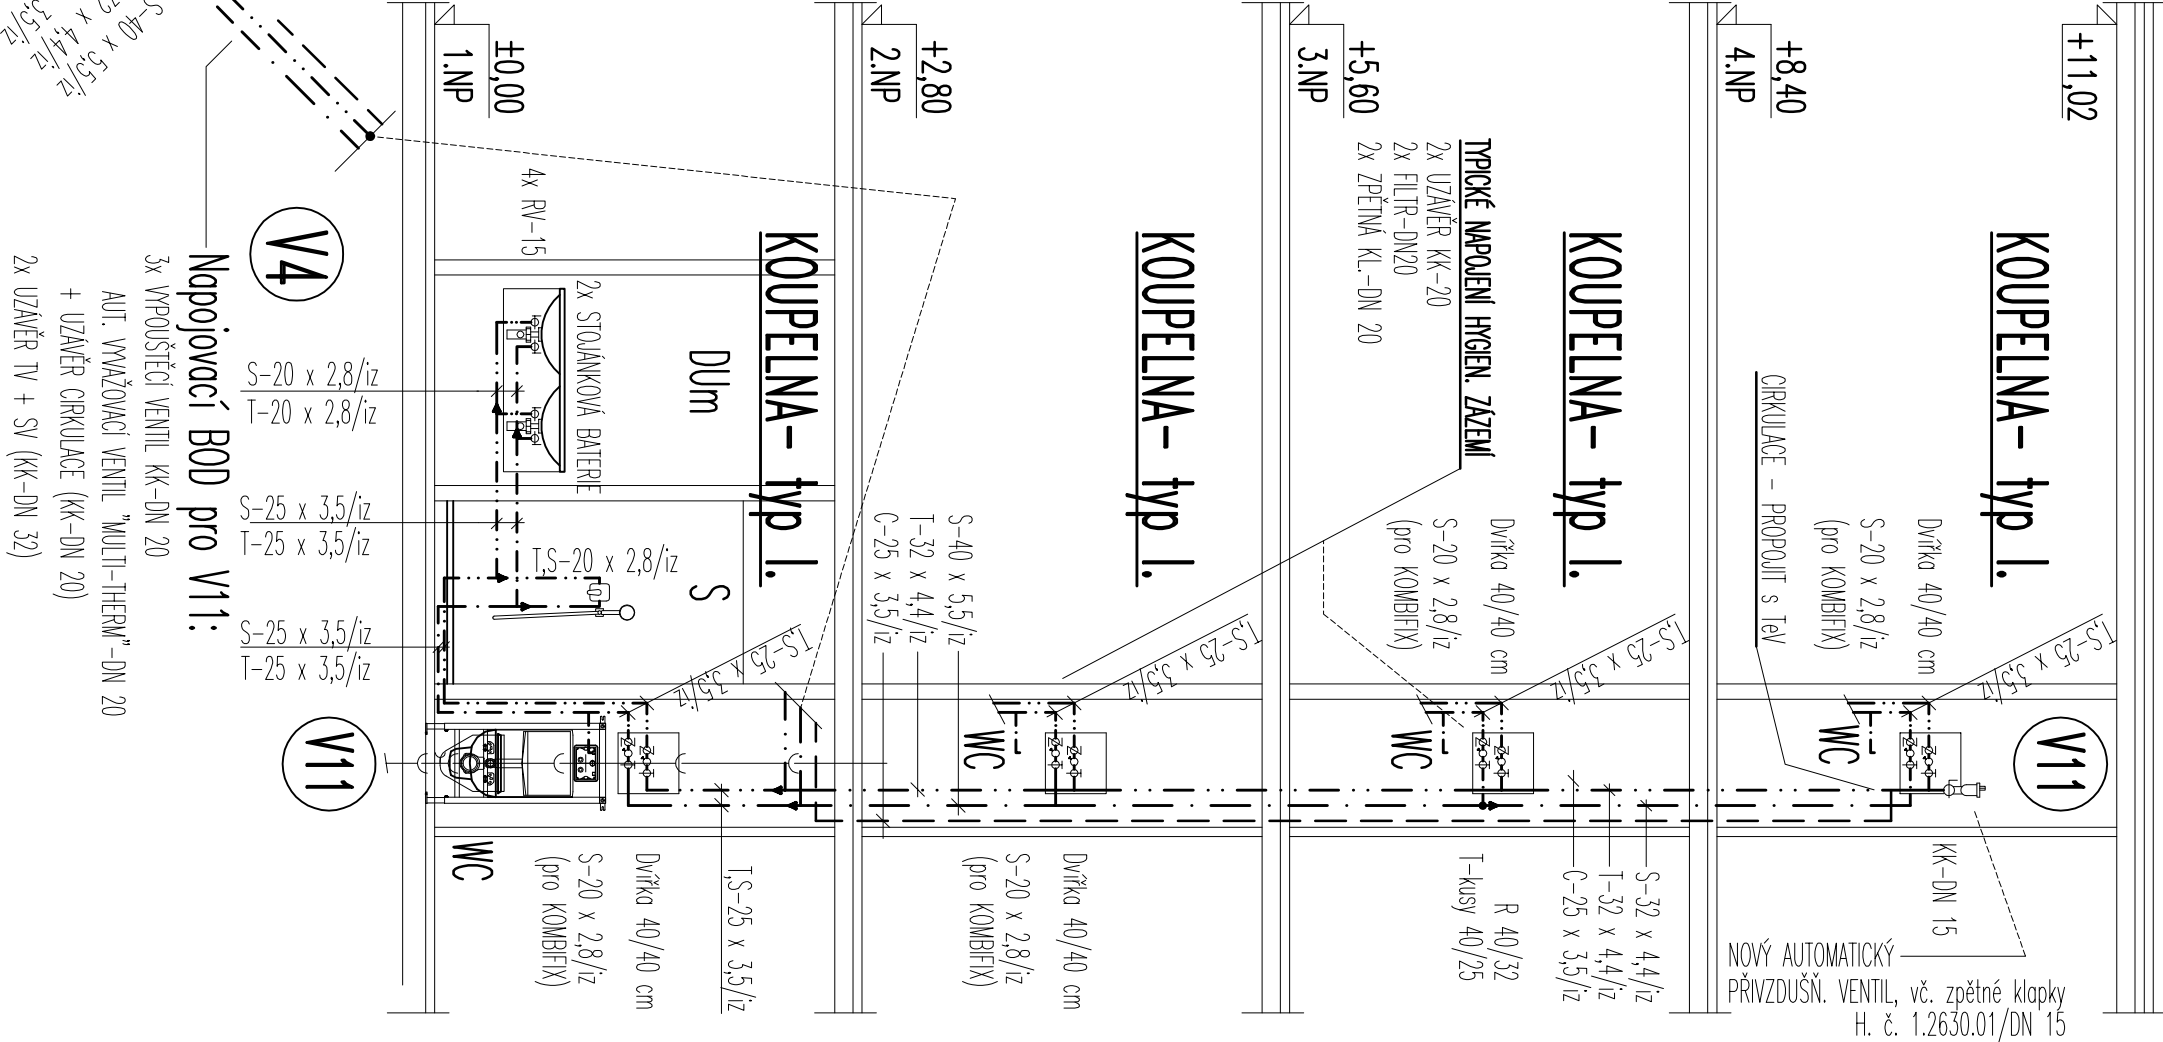 +11,02
+8,40
4.NP
+5,60
3.NP
+2,80
2.NP
±0,00
1.NP
S-40 x 5,5/iz
4,4/iz
3,5/iz
KOUPELNA- typ I.
KOUPELNA- typ I.
KOUPELNA- typ I.
KOUPELNA- typ I.
TYPICKÉ NAPOJENÍ HYGIEN. ZÁZEMÍ
2x UZÁVĚR KK-20
2x FILTR-DN20
2x ZPĚTNÁ KL.-DN 20
CIRKULACE - PROPOJIT s TeV
Dvířka 40/40 cm
S-20 x 2,8/iz
(pro KOMBIFIX)
T,S-25 x 3,5/iz
WC
V11
KK-DN 15
NOVÝ AUTOMATICKÝ
PŘIVZDUŠŇ. VENTIL, vč. zpětné klapky
H. č. 1.2630.01/DN 15
Dvířka 40/40 cm
S-20 x 2,8/iz
(pro KOMBIFIX)
T,S-25 x 3,5/iz
WC
S-32 x 4,4/iz
T-32 x 4,4/iz
C-25 x 3,5/iz
R 40/32
T-kusy 40/25
T,S-25 x 3,5/iz
WC
Dvířka 40/40 cm
S-20 x 2,8/iz
(pro KOMBIFIX)
S-40 x 5,5/iz
T-32 x 4,4/iz
C-25 x 3,5/iz
DUm
S
4x RV-15
2x STOJÁNKOVÁ BATERIE
T,S-20 x 2,8/iz
T,S-25 x 3,5/iz
T,S-25 x 3,5/iz
Dvířka 40/40 cm
S-20 x 2,8/iz
(pro KOMBIFIX)
WC
S-20 x 2,8/iz
T-20 x 2,8/iz
S-25 x 3,5/iz
T-25 x 3,5/iz
S-25 x 3,5/iz
T-25 x 3,5/iz
V4
V11
Napojovací BOD pro V11:
3x VYPOUŠTĚCÍ VENTIL KK-DN 20
AUT. VYVAŽOVACÍ VENTIL "MULTI-THERM"-DN 20
+ UZÁVĚR CIRKULACE (KK-DN 20)
2x UZÁVĚR TV + SV (KK-DN 32)